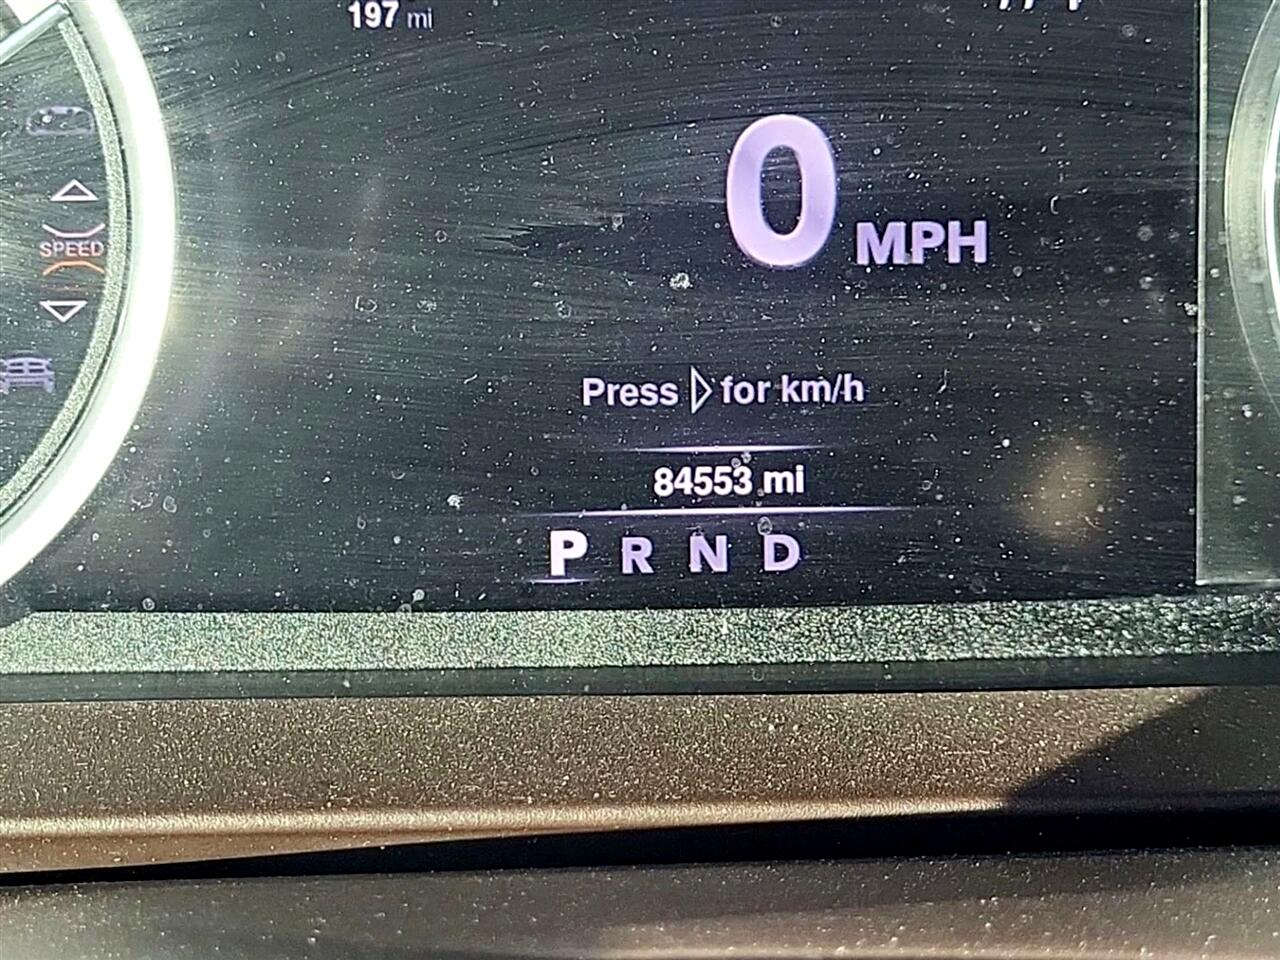 197 mi
0 MPH
SPEED
Press for km/h
84553 mi
P R N D